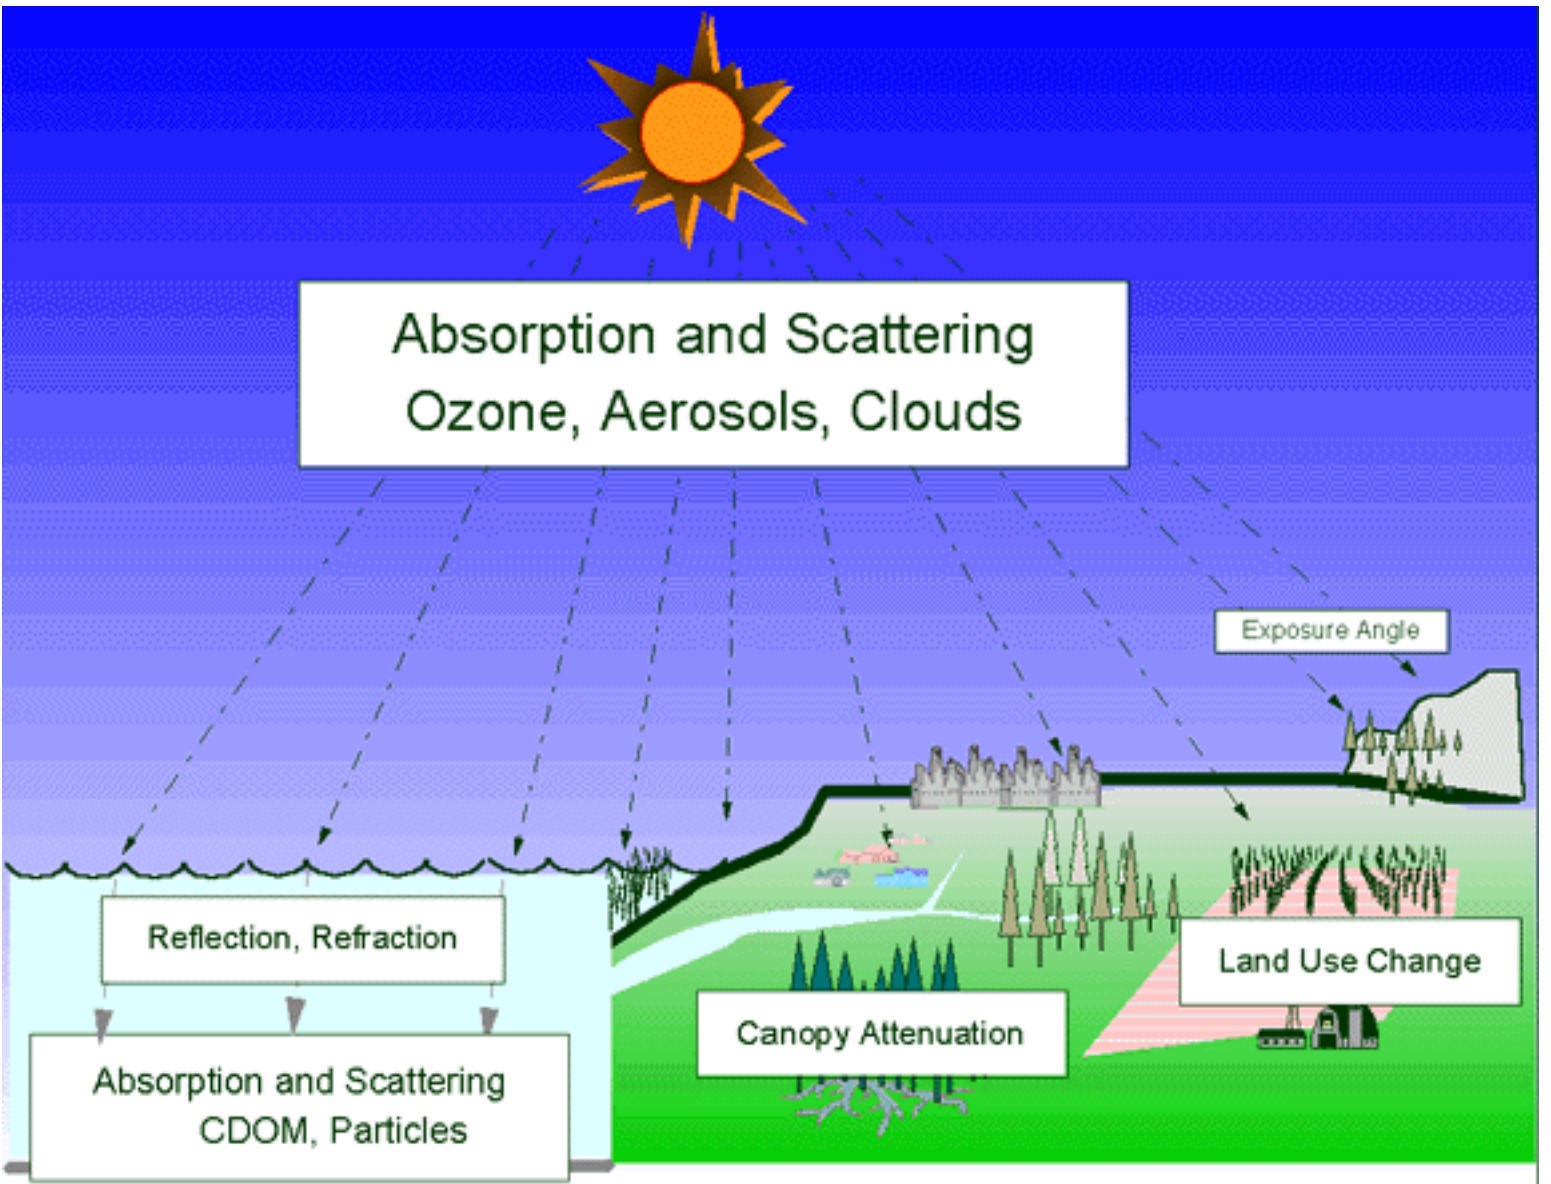 Absorption and Scattering
Ozone, Aerosols, Clouds
Exposure Angle
Reflection, Refraction
Land Use Change
Canopy Attenuation
Absorption and Scattering
CDOM, Particles